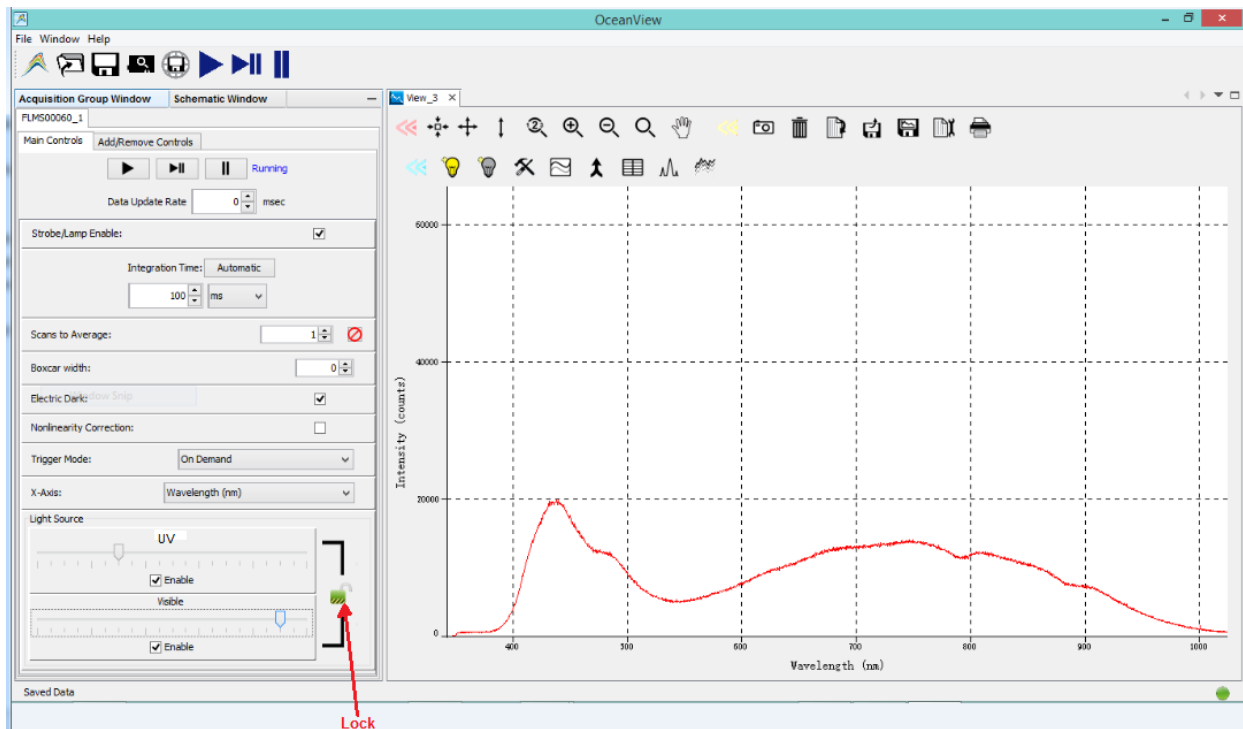 OceanView
File Window Help
Acquisition Group Window Schematic Window
View_3
FLMS00060_1
Main Controls Add/Remove Controls
Running
Data Update Rate 0 msec
Strobe/Lamp Enable:
Integration Time: Automatic
100 ms
Scans to Average: 1
Boxcar width: 0
Electric Dark: Window Snip
Nonlinearity Correction:
Trigger Mode: On Demand
X-Axis: Wavelength (nm)
Light Source
UV
Enable
Visible
Enable
Saved Data
Lock
Intensity (counts)
60000
40000
20000
0
400 500 600 700 800 900 1000
Wavelength (nm)